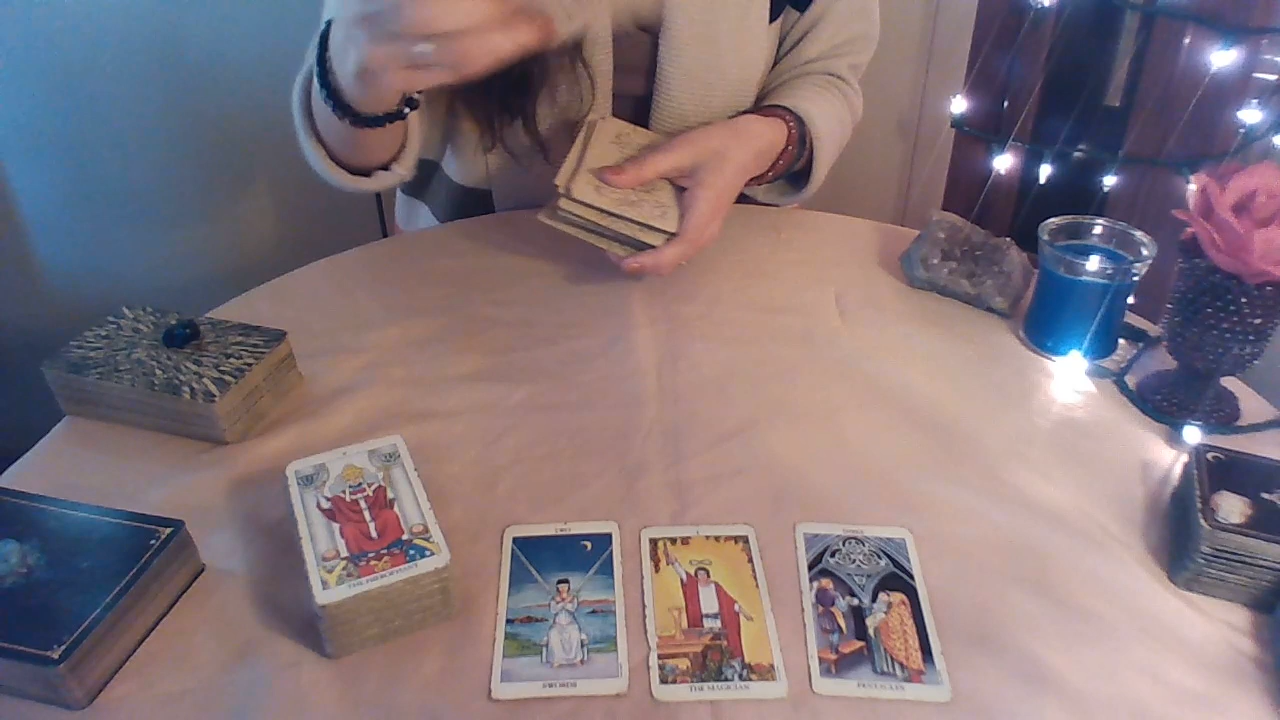 THE HIEROPHANT
TWO
SWORDS
THE MAGICIAN
THREE
PENTACLES